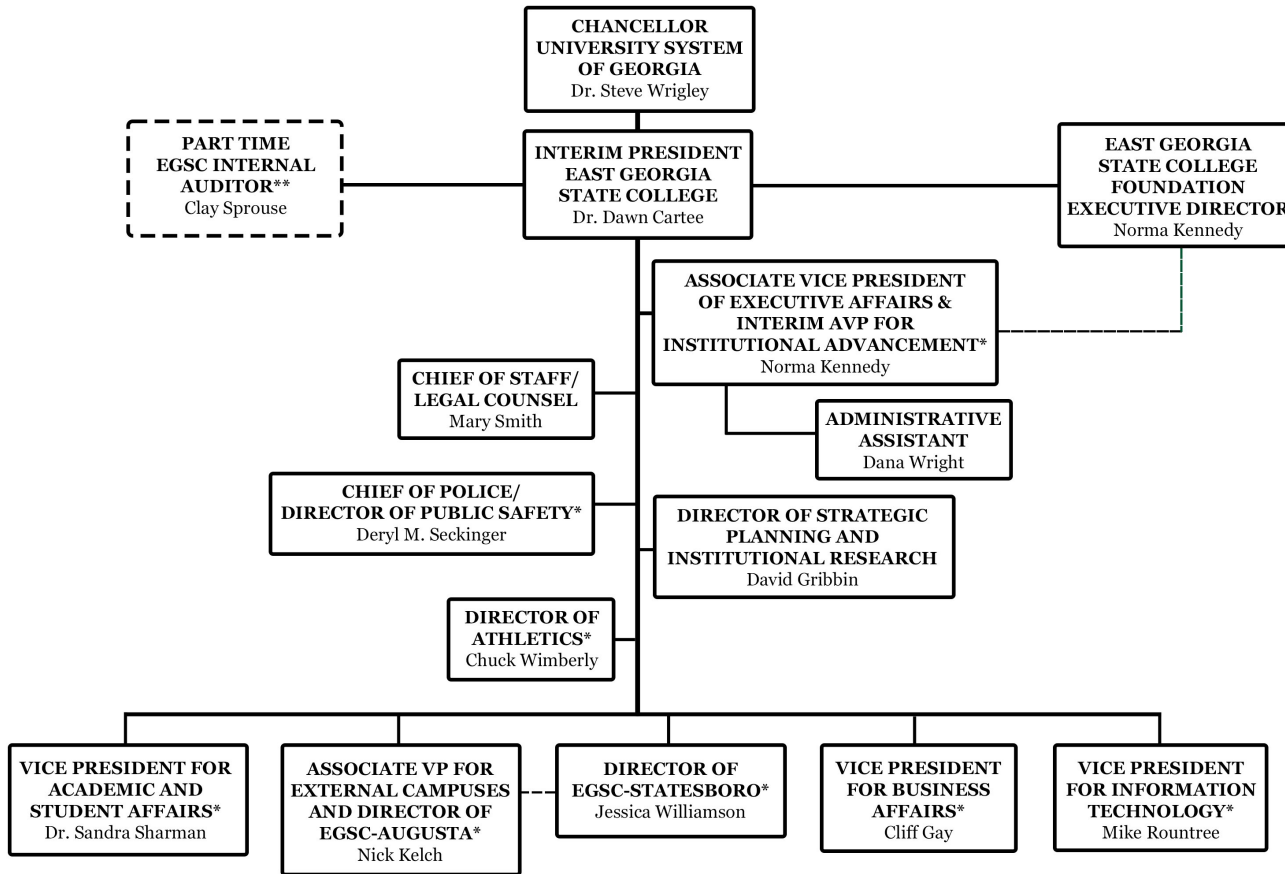 CHANCELLOR
UNIVERSITY SYSTEM
OF GEORGIA
Dr. Steve Wrigley
PART TIME
EGSC INTERNAL
AUDITOR**
Clay Sprouse
INTERIM PRESIDENT
EAST GEORGIA
STATE COLLEGE
Dr. Dawn Cartee
EAST GEORGIA
STATE COLLEGE
FOUNDATION
EXECUTIVE DIRECTOR
Norma Kennedy
ASSOCIATE VICE PRESIDENT
OF EXECUTIVE AFFAIRS &
INTERIM AVP FOR
INSTITUTIONAL ADVANCEMENT*
Norma Kennedy
CHIEF OF STAFF/
LEGAL COUNSEL
Mary Smith
ADMINISTRATIVE
ASSISTANT
Dana Wright
CHIEF OF POLICE/
DIRECTOR OF PUBLIC SAFETY*
Deryl M. Seckinger
DIRECTOR OF STRATEGIC
PLANNING AND
INSTITUTIONAL RESEARCH
David Gribbin
DIRECTOR OF
ATHLETICS*
Chuck Wimberly
VICE PRESIDENT FOR
ACADEMIC AND
STUDENT AFFAIRS*
Dr. Sandra Sharman
ASSOCIATE VP FOR
EXTERNAL CAMPUSES
AND DIRECTOR OF
EGSC-AUGUSTA*
Nick Kelch
DIRECTOR OF
EGSC-STATESBORO*
Jessica Williamson
VICE PRESIDENT
FOR BUSINESS
AFFAIRS*
Cliff Gay
VICE PRESIDENT
FOR INFORMATION
TECHNOLOGY*
Mike Rountree